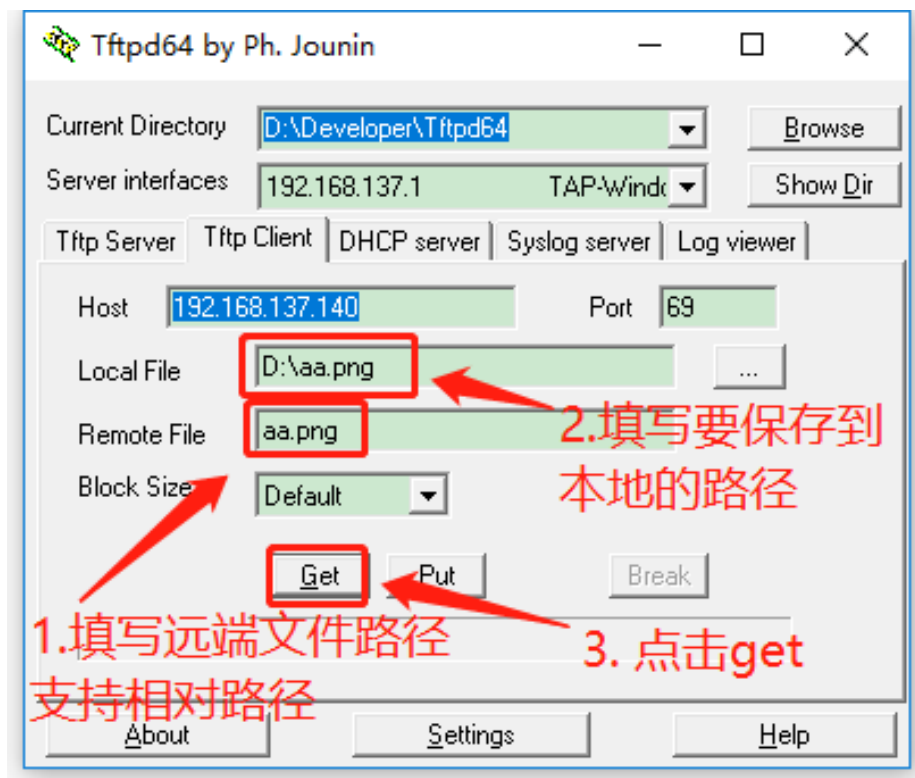 Tftpd64 by Ph. Jounin
Current Directory D:\Developer\Tftpd64 Browse
Server interfaces 192.168.137.1 TAP-Windo Show Dir
Tftp Server Tftp Client DHCP server Syslog server Log viewer
Host 192.168.137.140 Port 69
Local File D:\aa.png ...
Remote File aa.png
2.填写要保存到
本地的路径
Block Size Default
Get Put Break
1.填写远端文件路径
支持相对路径
3. 点击get
About Settings Help